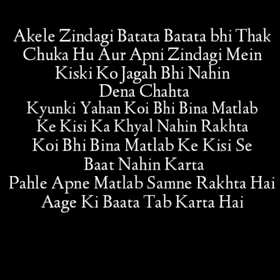 Akele Zindagi Batata Batata bhi Thak
Chuka Hu Aur Apni Zindagi Mein
Kiski Ko Jagah Bhi Nahin
Dena Chahta
Kyunki Yahan Koi Bhi Bina Matlab
Ke Kisi Ka Khyal Nahin Rakhta
Koi Bhi Bina Matlab Ke Kisi Se
Baat Nahin Karta
Pahle Apne Matlab Samne Rakhta Hai
Aage Ki Baata Tab Karta Hai